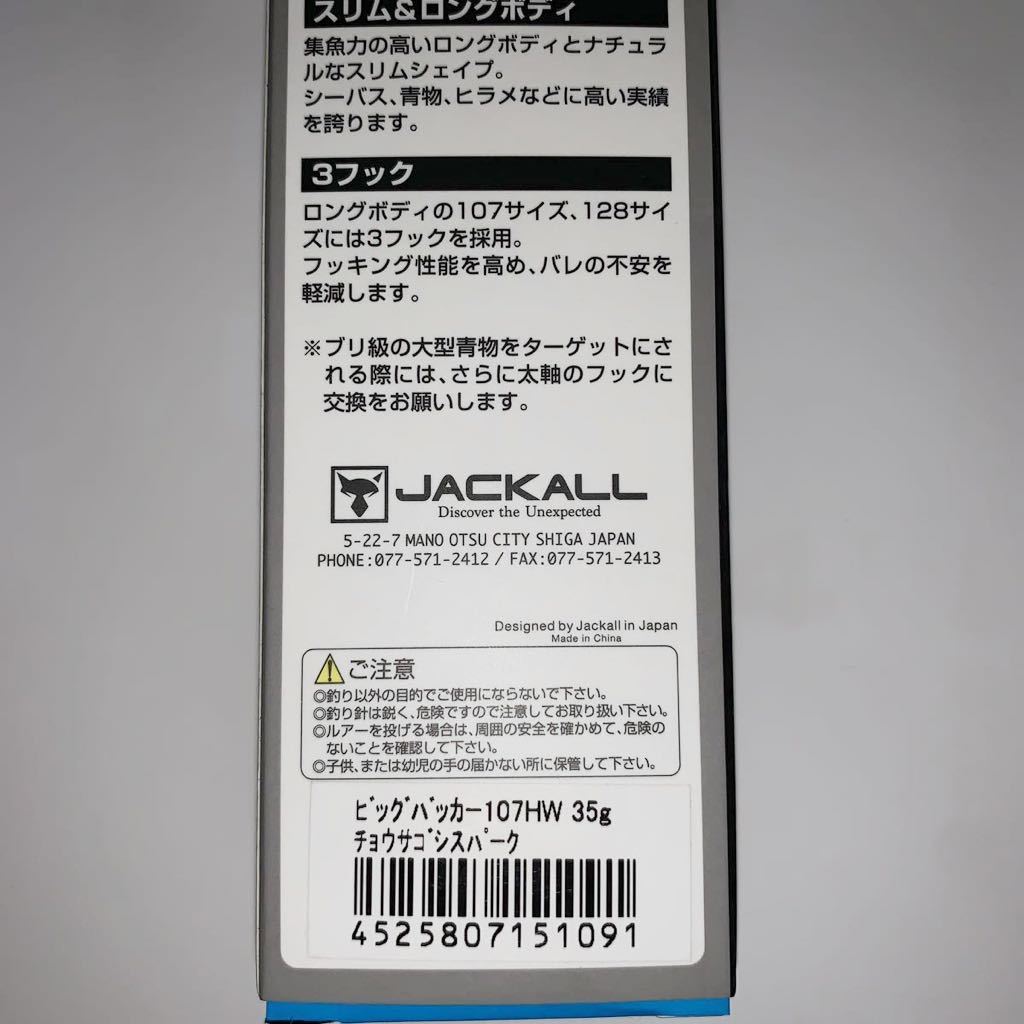 スリム&ロングボディ
集魚力の高いロングボディとナチュラ
ルなスリムシェイプ。
シーバス、青物、ヒラメなどに高い実績
を誇ります。
3フック
ロングボディの107サイズ、128サイ
ズには3フックを採用。
フッキング性能を高め、バレの不安を
軽減します。
※ブリ級の大型青物をターゲットにさ
れる際には、さらに太軸のフックに
交換をお願いします。
JACKALL
Discover the Unexpected
5-22-7 MANO OTSU CITY SHIGA JAPAN
PHONE:077-571-2412 / FAX:077-571-2413
Designed by Jackall in Japan
Made in China
ご注意
◎釣り以外の目的でご使用にならないで下さい。
◎釣り針は鋭く、危険ですので注意してお取り扱い下さい。
◎ルアーを投げる場合は、周囲の安全を確かめて、危険の
ないことを確認して下さい。
◎子供、または幼児の手の届かない所に保管して下さい。
ビッグバッカー107HW 35g
チョウサゴシスパーク
4525807151091